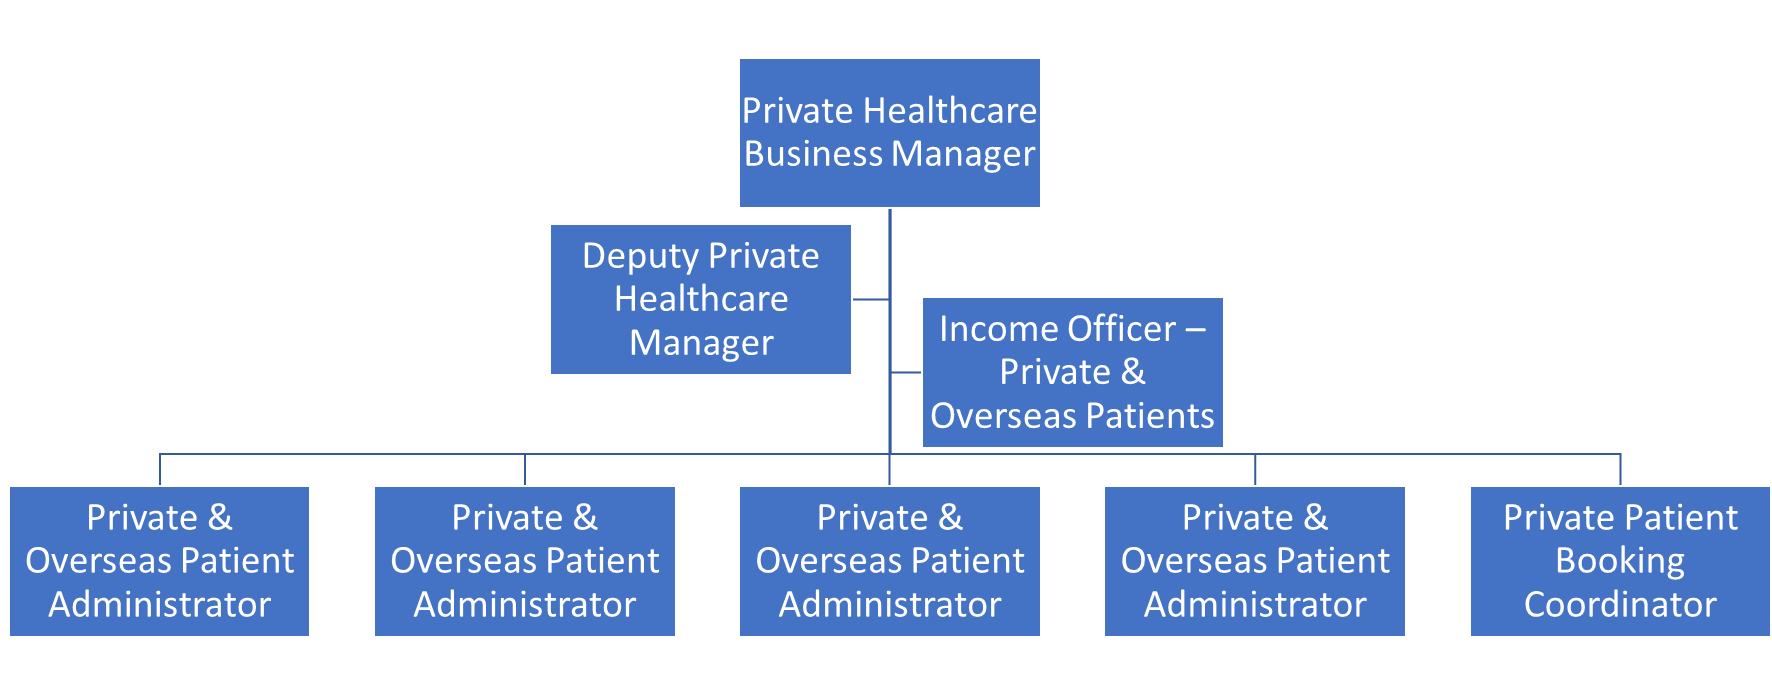 Private Healthcare
Business Manager
Deputy Private
Healthcare
Manager
Income Officer –
Private &
Overseas Patients
Private &
Overseas Patient
Administrator
Private &
Overseas Patient
Administrator
Private &
Overseas Patient
Administrator
Private &
Overseas Patient
Administrator
Private Patient
Booking
Coordinator